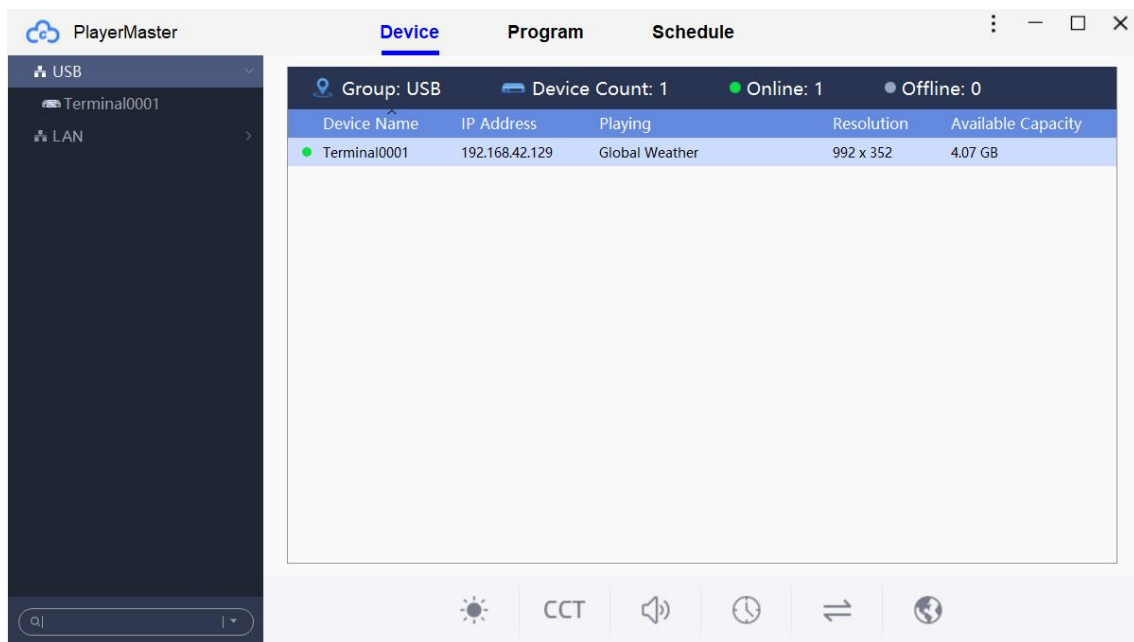 PlayerMaster Device Program Schedule
USB
Terminal0001
LAN
Group: USB Device Count: 1 Online: 1 Offline: 0
Device Name IP Address Playing Resolution Available Capacity
Terminal0001 192.168.42.129 Global Weather 992 x 352 4.07 GB
CCT